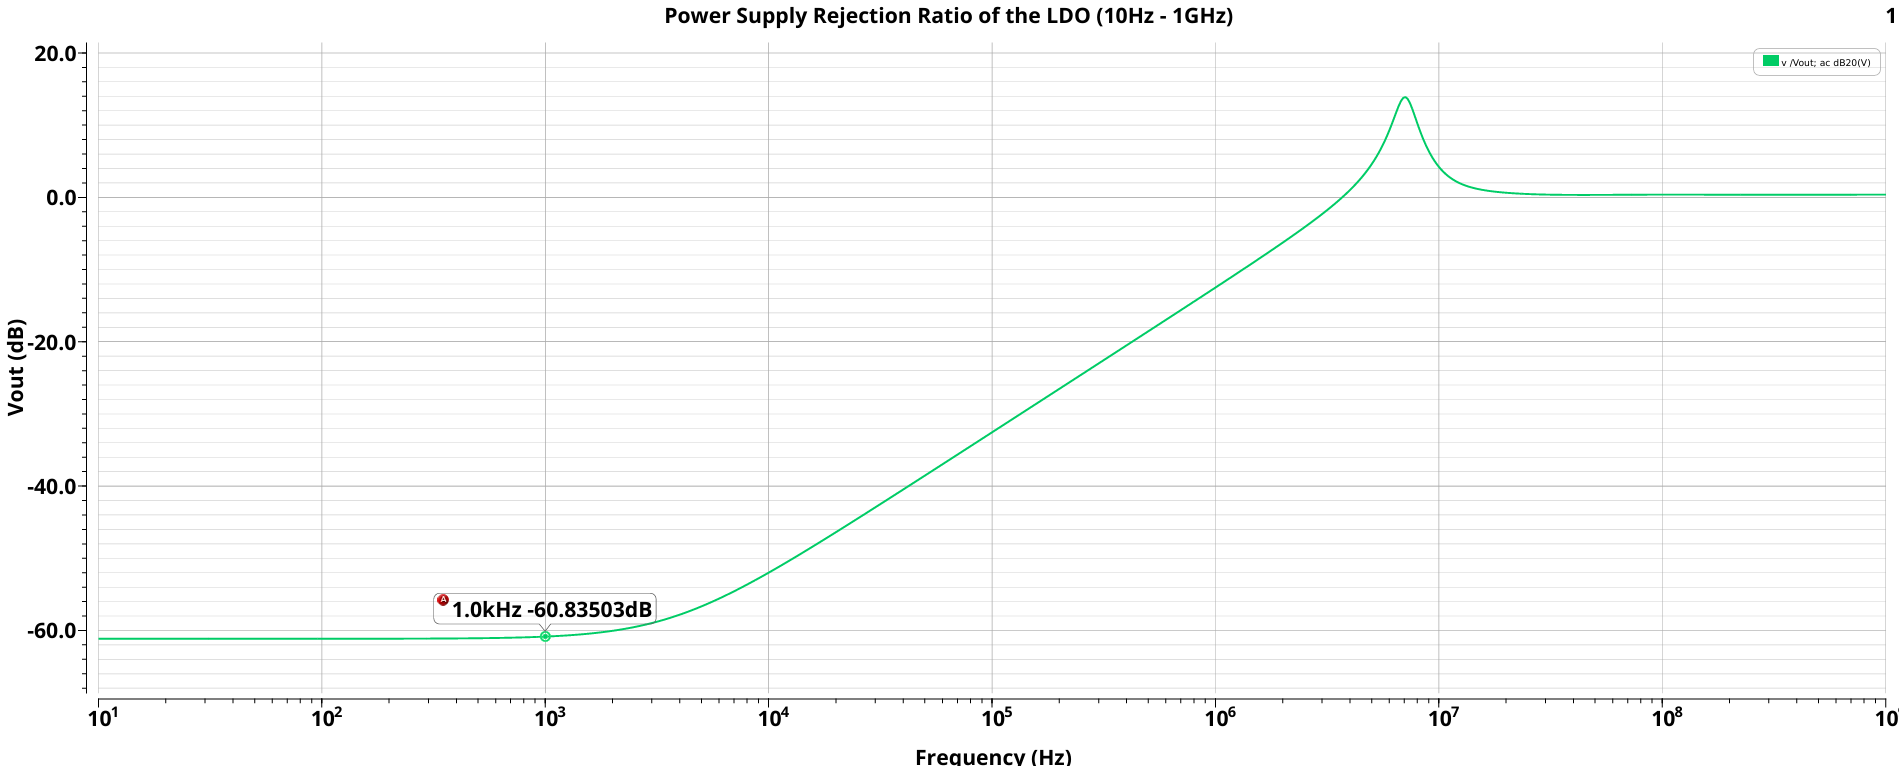 Power Supply Rejection Ratio of the LDO (10Hz - 1GHz)
1
v /Vout; ac dB20(V)
20.0
0.0
-20.0
-40.0
-60.0
Vout (dB)
A
1.0kHz -60.83503dB
10¹ 10² 10³ 10⁴ 10⁵ 10⁶ 10⁷ 10⁸
Frequency (Hz)